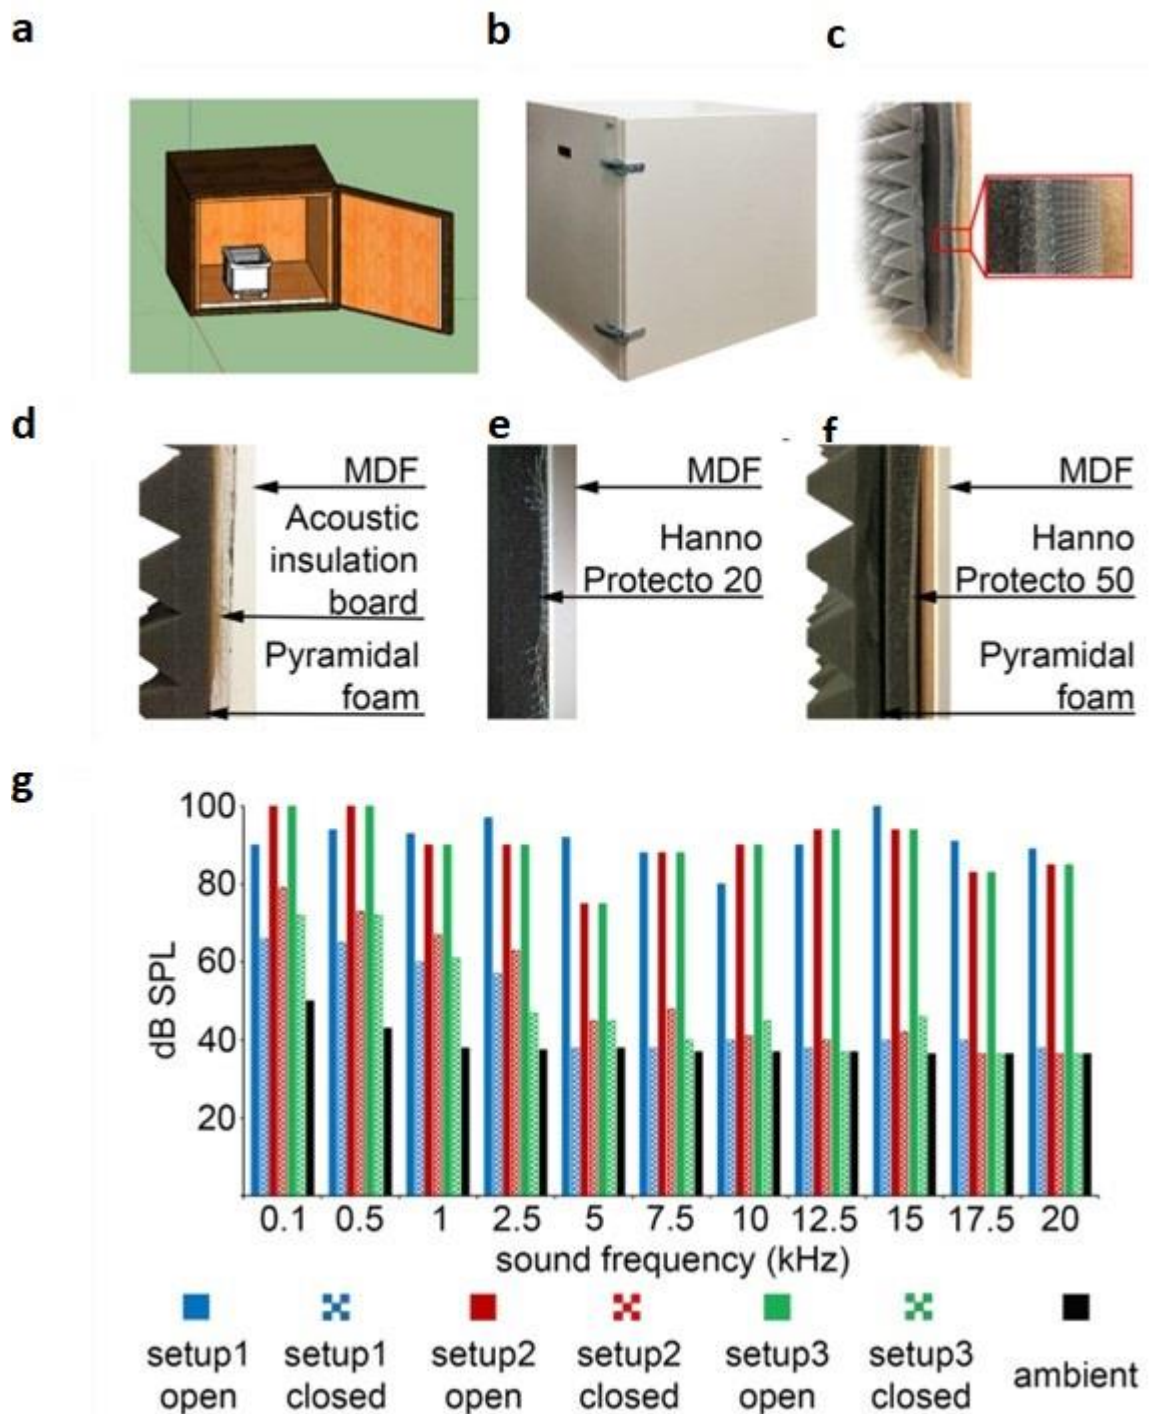 a
b
c
d
MDF
Acoustic
insulation
board
Pyramidal
foam
e
MDF
Hanno
Protecto 20
f
MDF
Hanno
Protecto 50
Pyramidal
foam
g
100
80
60
40
20
dB SPL
0.1 0.5 1 2.5 5 7.5 10 12.5 15 17.5 20
sound frequency (kHz)
setup1
open
setup1
closed
setup2
open
setup2
closed
setup3
open
setup3
closed
ambient